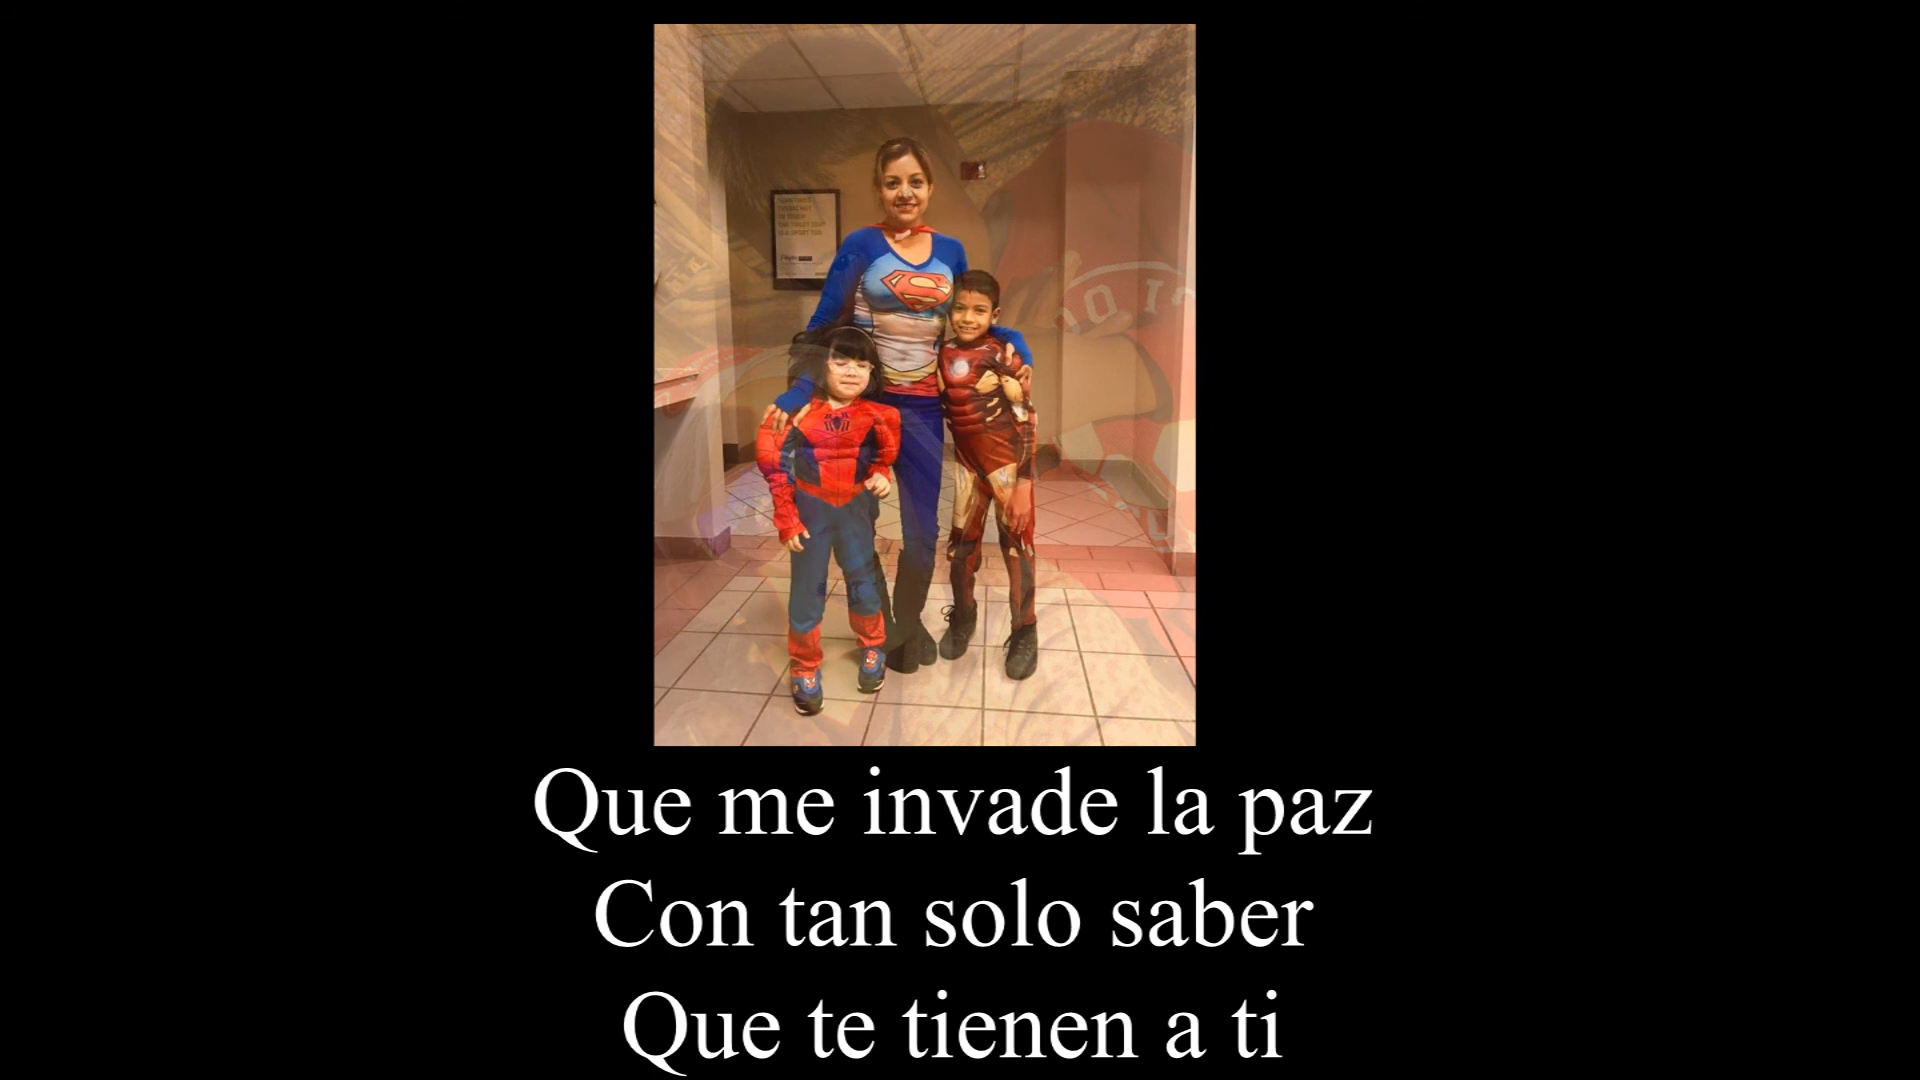 Que me invade la paz
Con tan solo saber
Que te tienen a ti